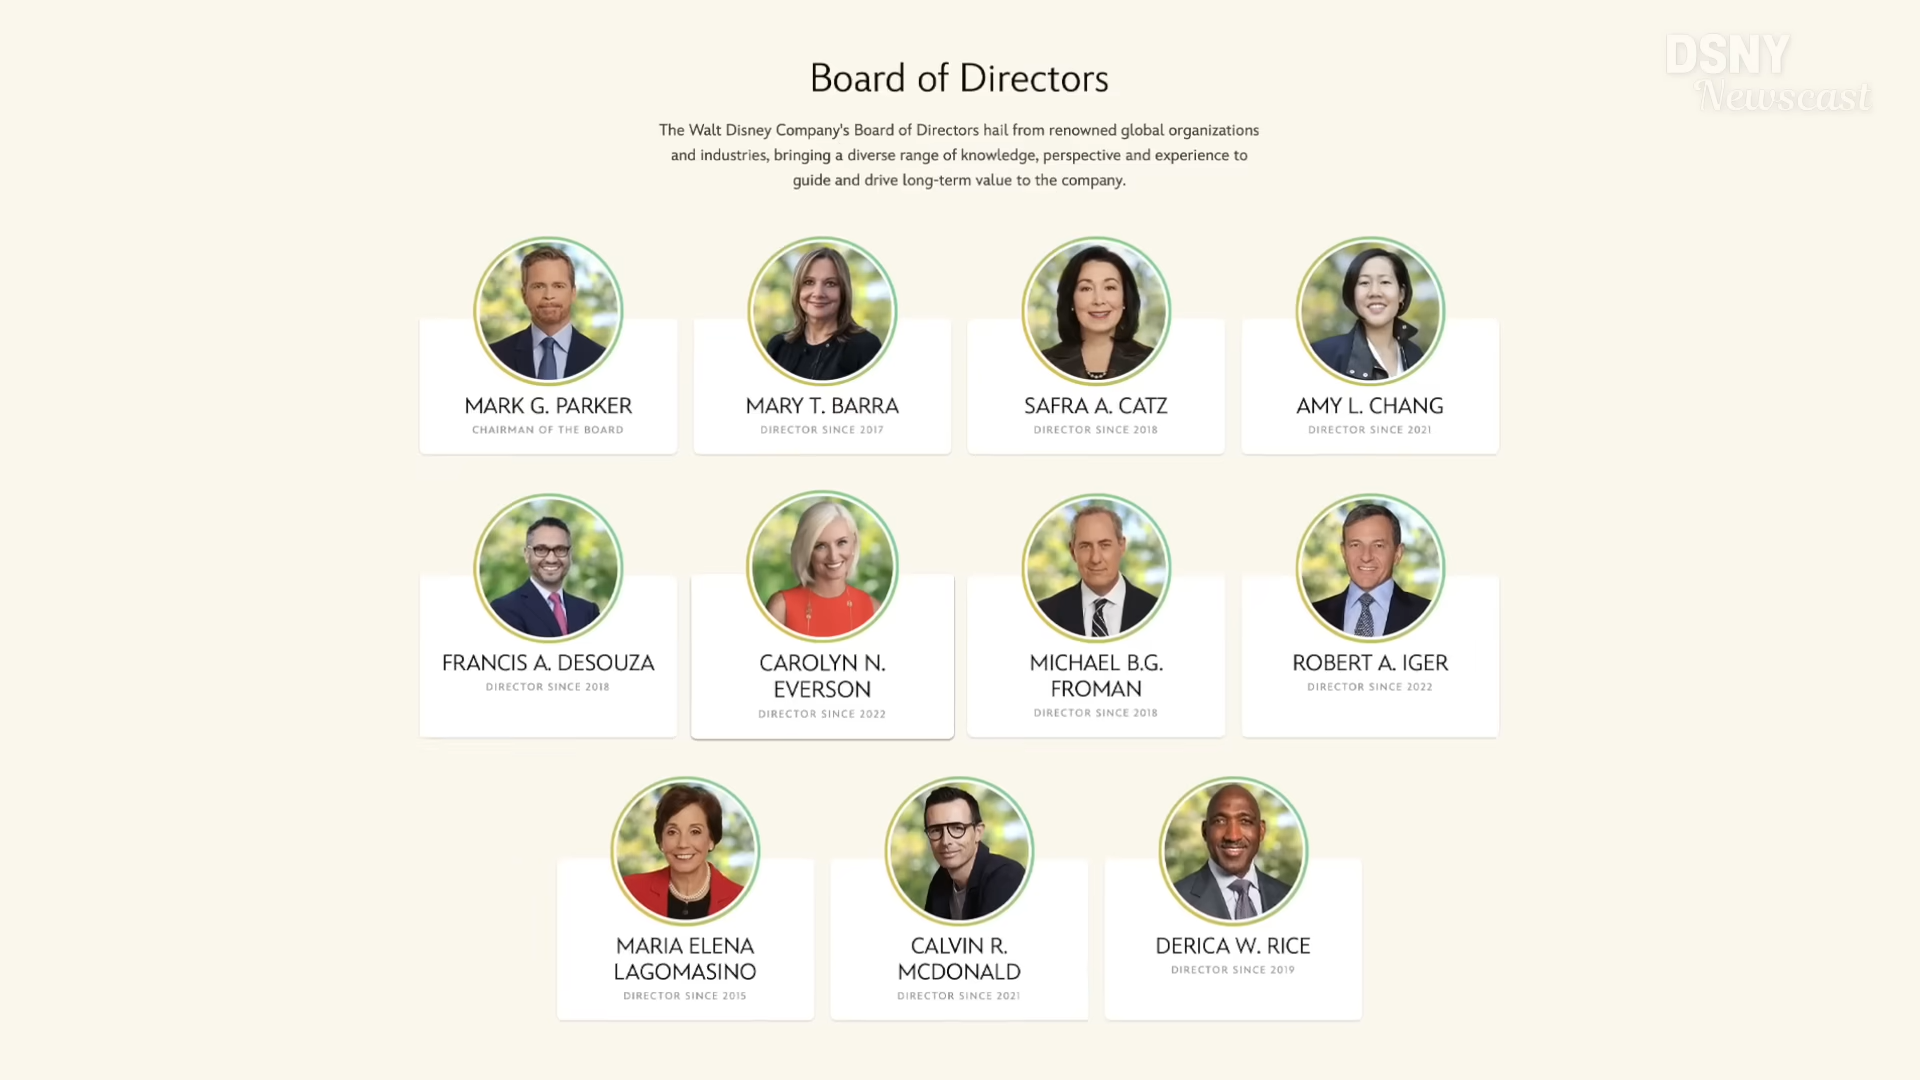 DSNY
Newscast
Board of Directors
The Walt Disney Company's Board of Directors hail from renowned global organizations
and industries, bringing a diverse range of knowledge, perspective and experience to
guide and drive long-term value to the company.
MARK G. PARKER
CHAIRMAN OF THE BOARD
MARY T. BARRA
DIRECTOR SINCE 2017
SAFRA A. CATZ
DIRECTOR SINCE 2018
AMY L. CHANG
DIRECTOR SINCE 2021
FRANCIS A. DESOUZA
DIRECTOR SINCE 2018
CAROLYN N.
EVERSON
DIRECTOR SINCE 2022
MICHAEL B.G.
FROMAN
DIRECTOR SINCE 2018
ROBERT A. IGER
DIRECTOR SINCE 2022
MARIA ELENA
LAGOMASINO
DIRECTOR SINCE 2015
CALVIN R.
MCDONALD
DIRECTOR SINCE 2021
DERICA W. RICE
DIRECTOR SINCE 2019